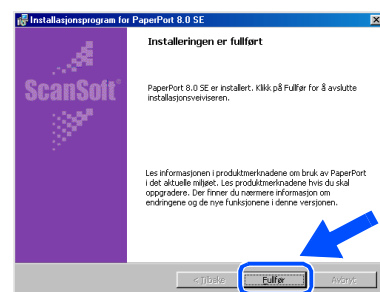 Installasjonsprogram for PaperPort 8.0 SE
Installeringen er fullført
ScanSoft®
PaperPort 8.0 SE er installert. Klikk på Fullfør for å avslutte
installasjonsveiviseren.
Les informasjonen i produktmerknadene om bruk av PaperPort
i det aktuelle miljøet. Les produktmerknadene hvis du skal
oppgradere. Der finner du nærmere informasjon om
endringene og de nye funksjonene i denne versjonen.
< Tilbake
Fullfør
Avbryt